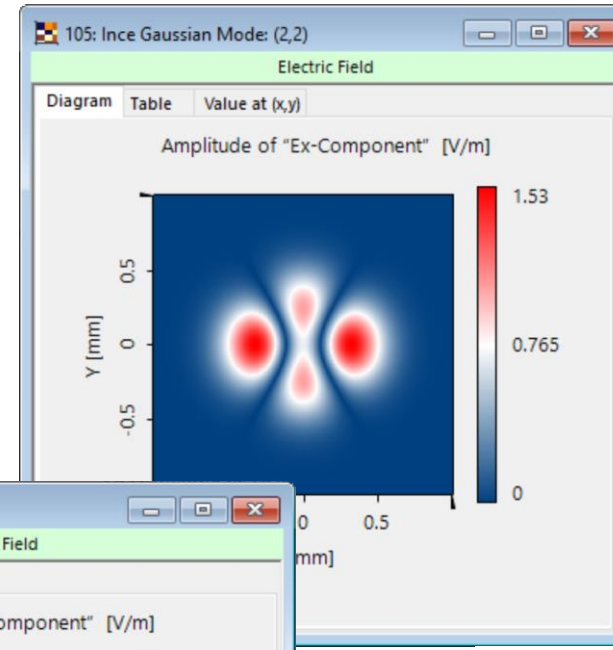 105: Ince Gaussian Mode: (2,2)
Electric Field
Diagram Table Value at (x,y)
Amplitude of "Ex-Component" [V/m]
1.53
0.5
Y [mm]
0
0.765
-0.5
0
0 0.5
mm]
Field
omponent" [V/m]